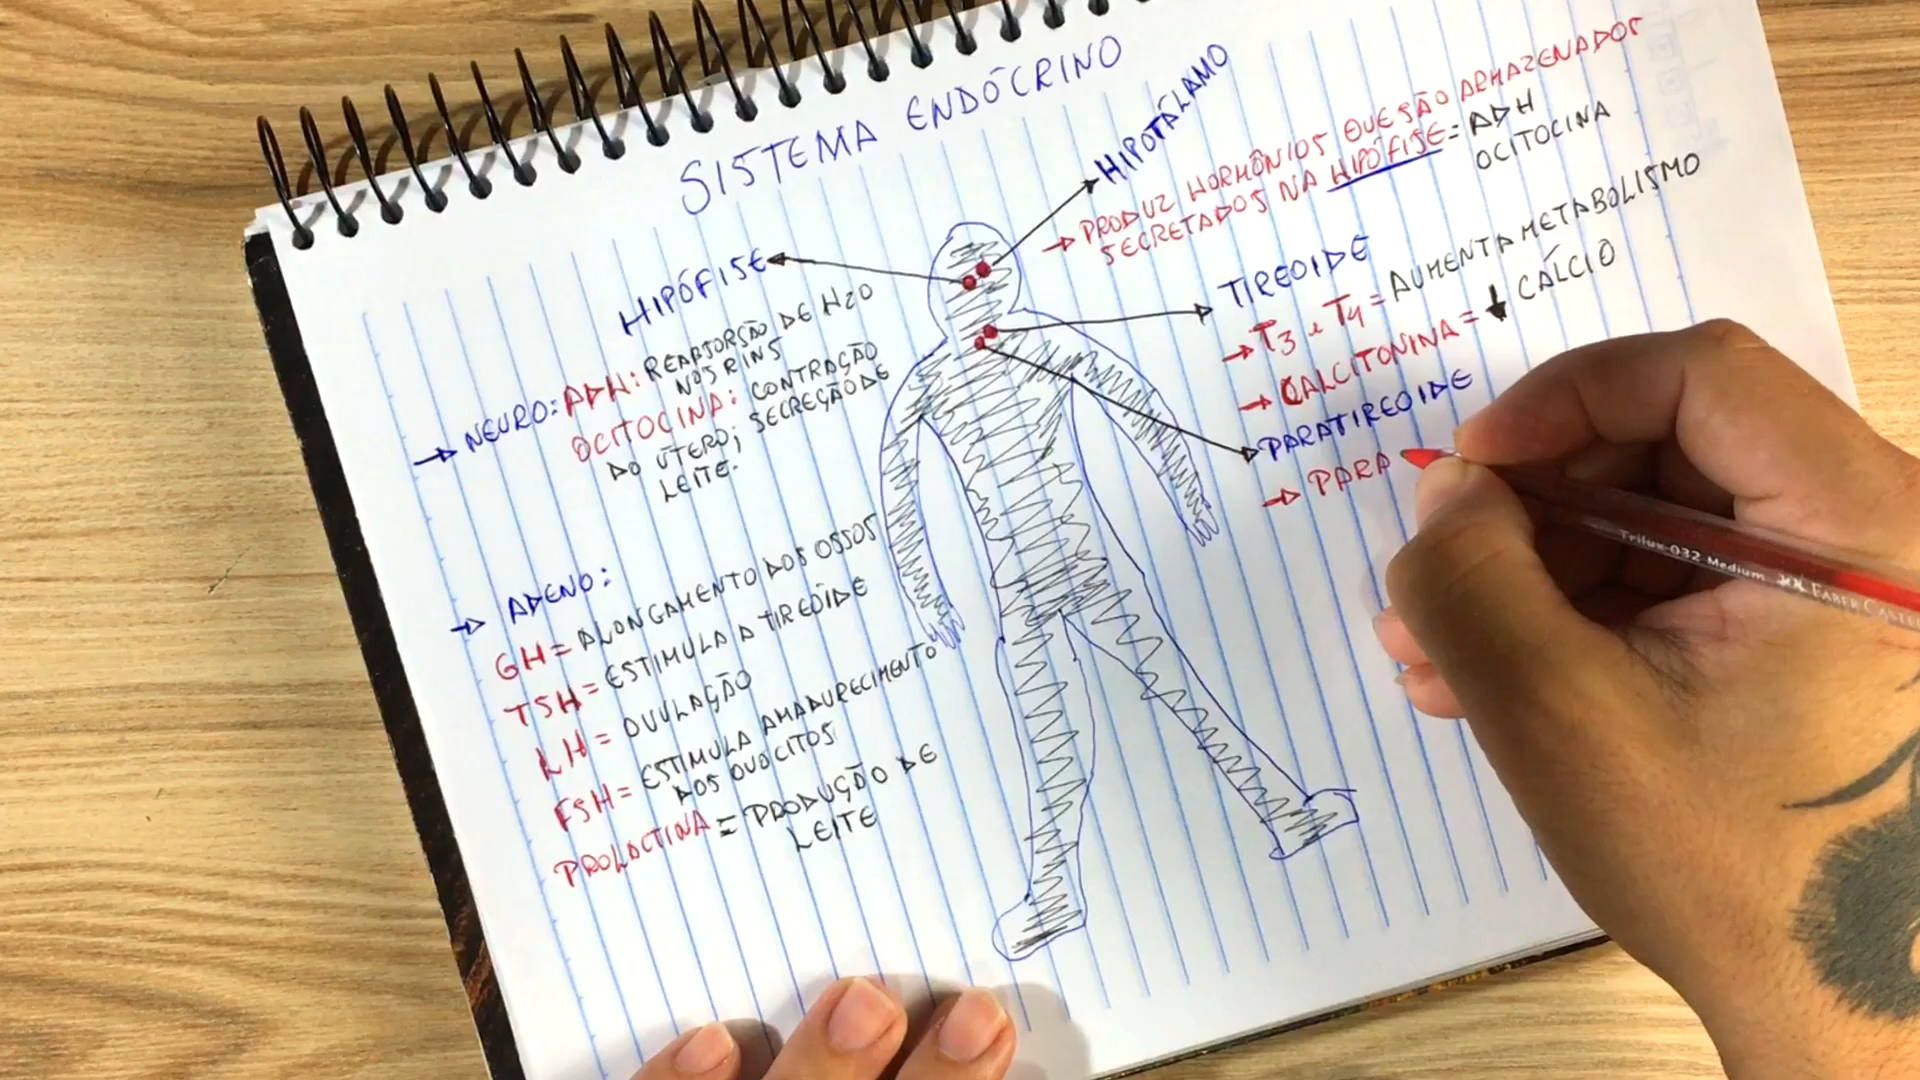 SISTEMA ENDÓCRINO
HIPOTÁLAMO
→ PRODUZ HORMÔNIOS QUE SÃO ARMAZENADOS
SECRETADOS NA HIPÓFISE = ADH
OCITOCINA
HIPÓFISE
→ NEURO: ADH: REABSORSÃO DE H2O
NOS RINS
OCITOCINA: CONTRAÇÃO
DO ÚTERO; SECREÇÃO DE
LEITE.
→ ADENO:
GH = ALONGAMENTO DOS OSSOS
TSH = ESTIMULA A TIREÓIDE
LH = OVULAÇÃO
FSH = ESTIMULA AMADURECIMENTO
DOS OVÓCITOS
PROLACTINA = PRODUÇÃO DE
LEITE
TIREOIDE
→ T3 e T4 = AUMENTA METABOLISMO
→ CALCITONINA = ↓ CÁLCIO
PARATIREOIDE
→ PARA
Trilux 032 Medium FABER CASTELL